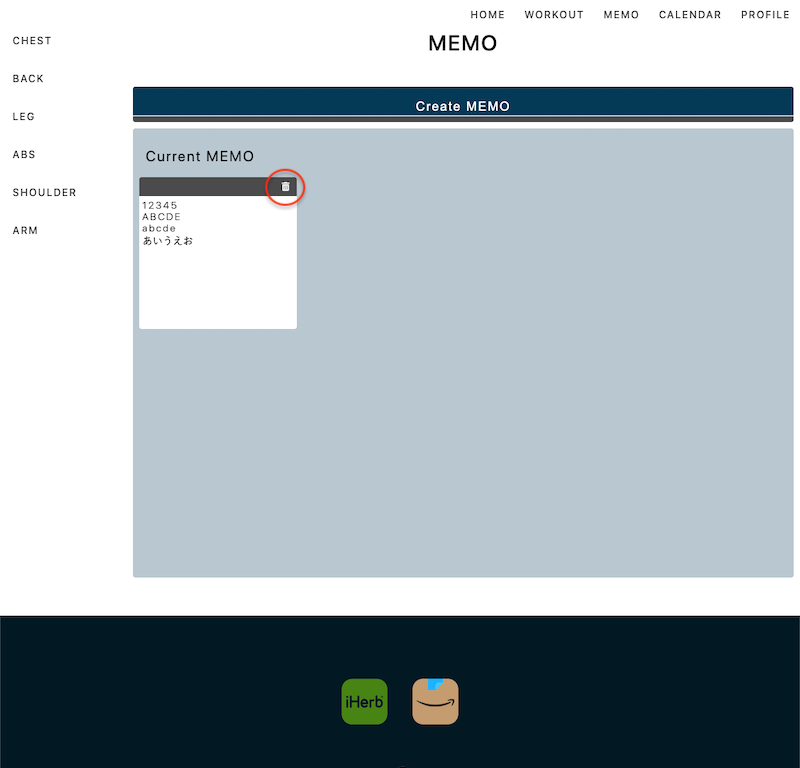 HOME WORKOUT MEMO CALENDAR PROFILE
MEMO
CHEST
BACK
LEG
ABS
SHOULDER
ARM
Create MEMO
Current MEMO
12345
ABCDE
abcde
あいうえお
iHerb